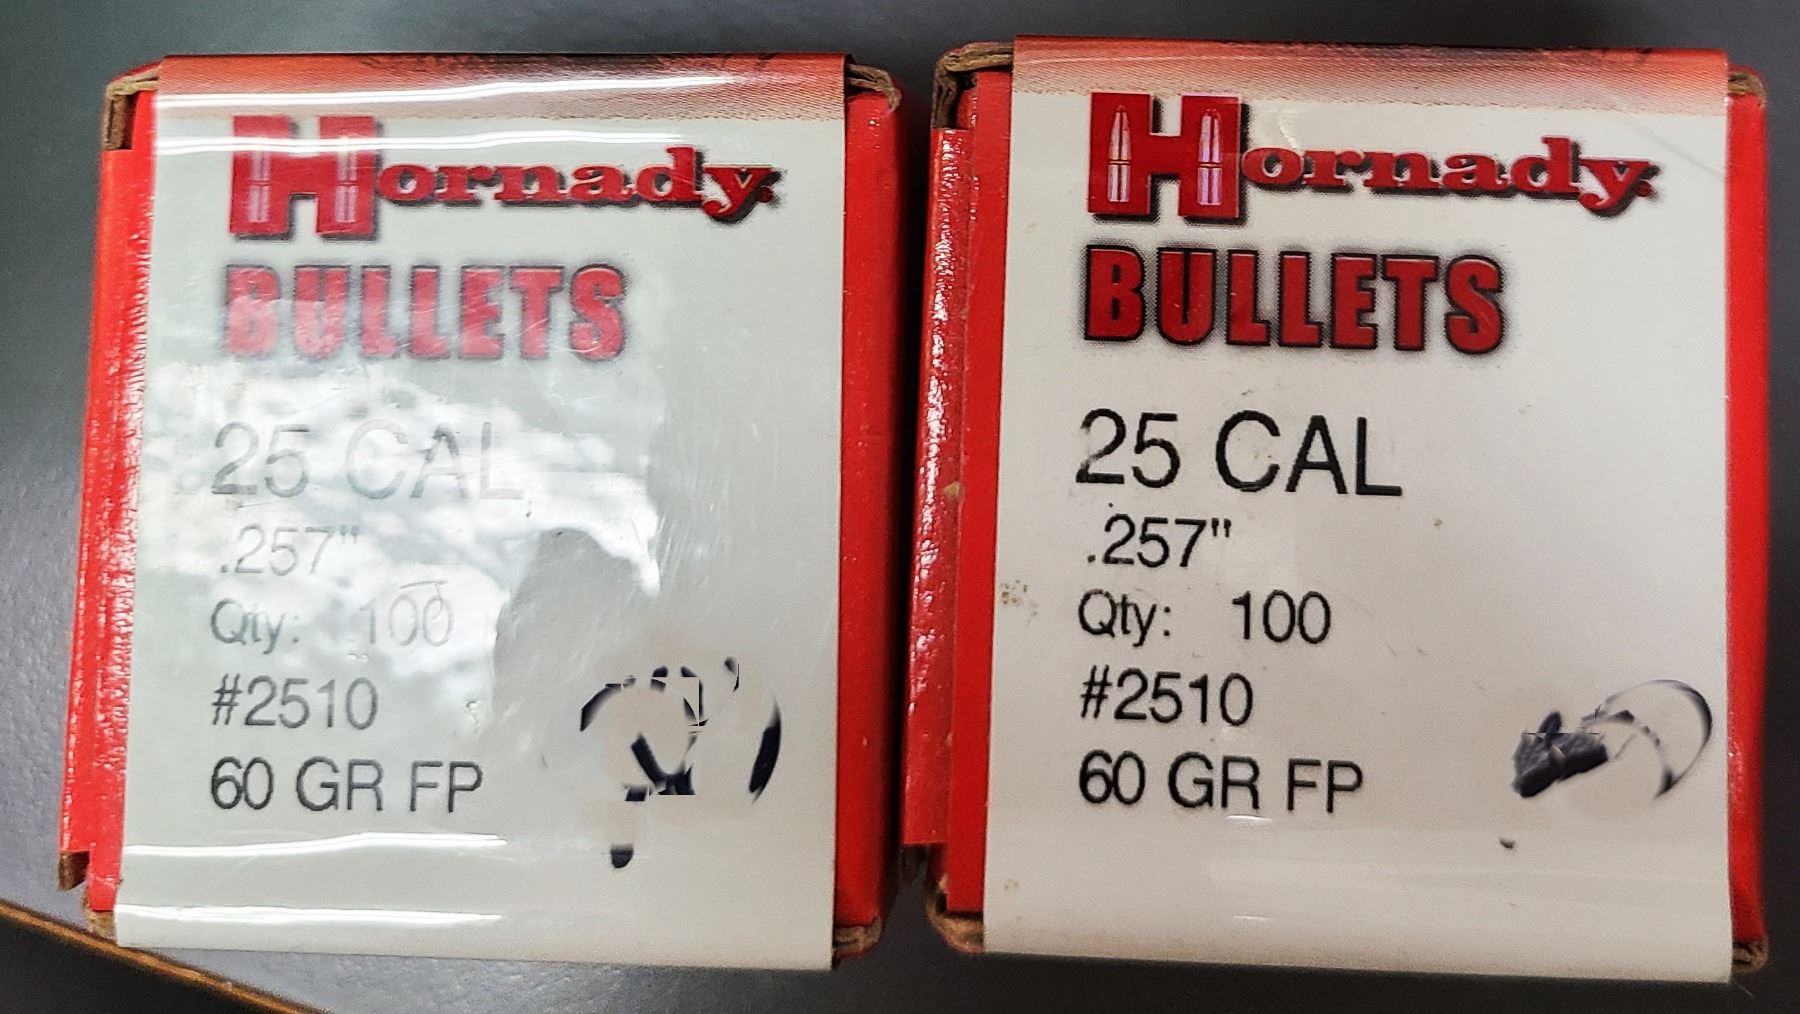 Hornady
BULLETS
25 CAL
.257"
Qty: 100
#2510
60 GR FP
Hornady
BULLETS
25 CAL
.257"
Qty: 100
#2510
60 GR FP